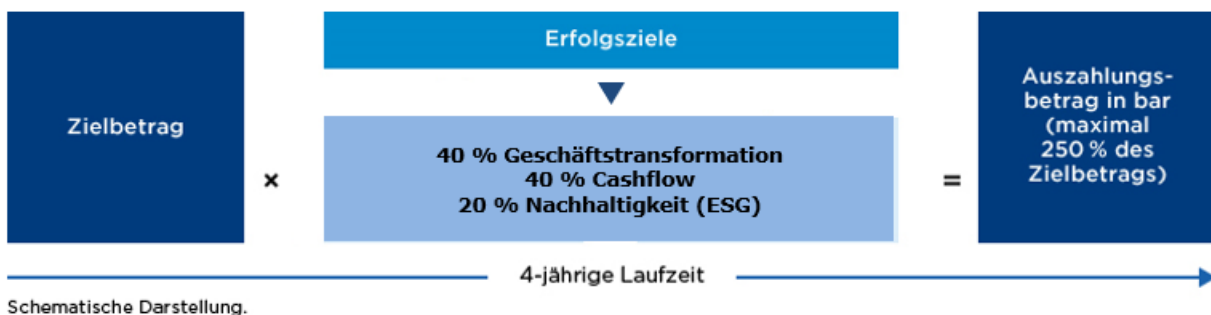 Erfolgsziele
Zielbetrag
×
40 % Geschäftstransformation
40 % Cashflow
20 % Nachhaltigkeit (ESG)
=
Auszahlungs-
betrag in bar
(maximal
250 % des
Zielbetrags)
4-jährige Laufzeit
Schematische Darstellung.